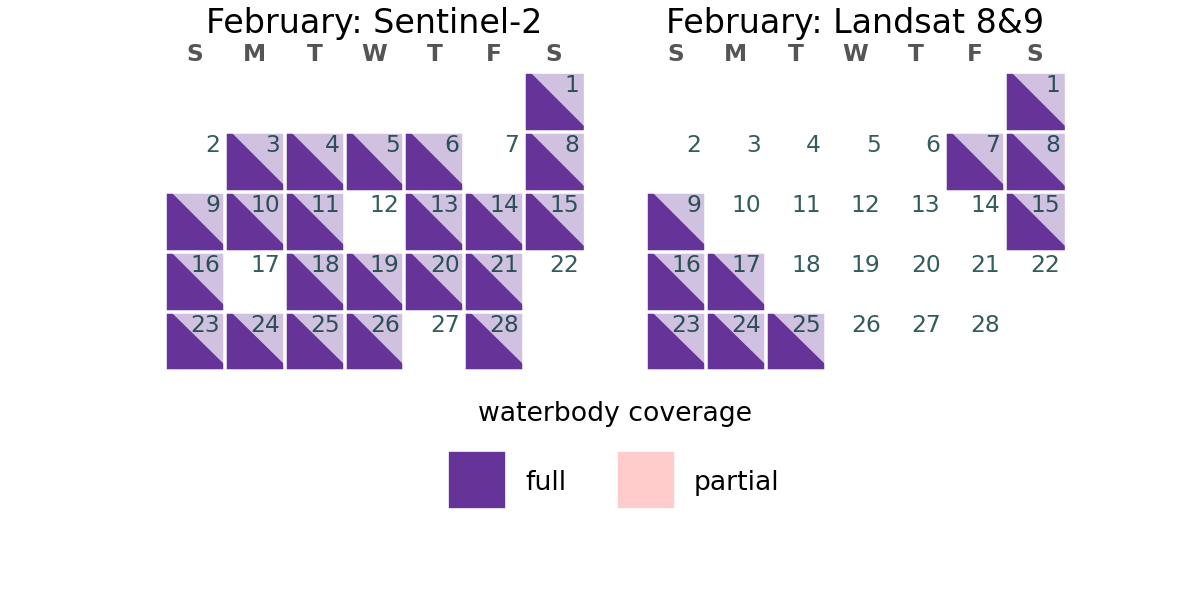 February: Sentinel-2
S M T W T F S
1
2 3 4 5 6 7 8
9 10 11 12 13 14 15
16 17 18 19 20 21 22
23 24 25 26 27 28
February: Landsat 8&9
S M T W T F S
1
2 3 4 5 6 7 8
9 10 11 12 13 14 15
16 17 18 19 20 21 22
23 24 25 26 27 28
waterbody coverage
full partial